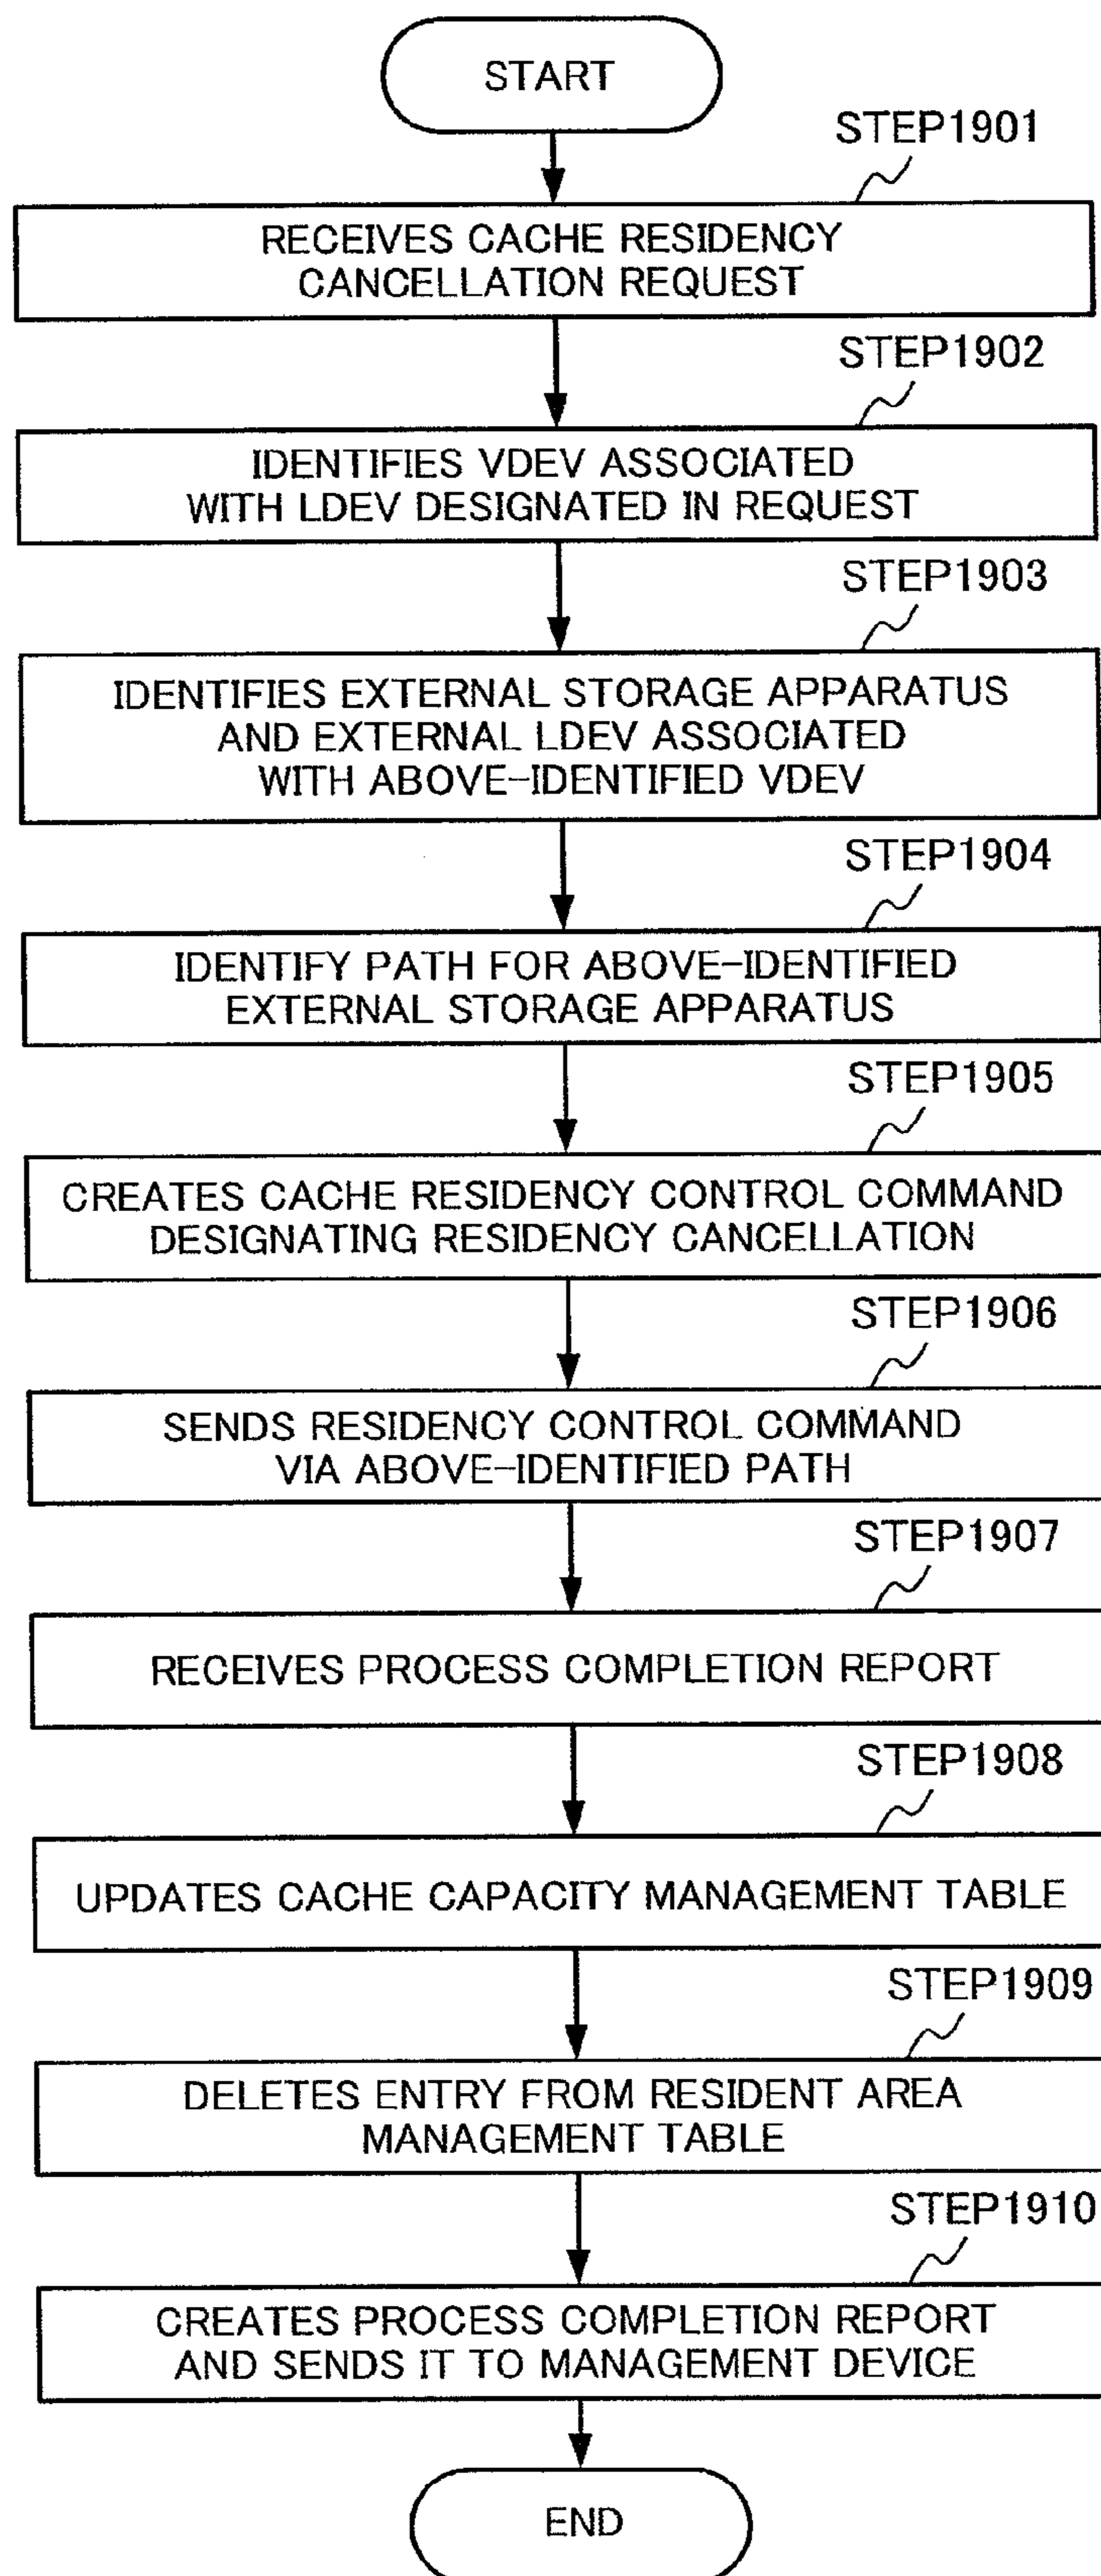 START
STEP1901
RECEIVES CACHE RESIDENCY
CANCELLATION REQUEST
STEP1902
IDENTIFIES VDEV ASSOCIATED
WITH LDEV DESIGNATED IN REQUEST
STEP1903
IDENTIFIES EXTERNAL STORAGE APPARATUS
AND EXTERNAL LDEV ASSOCIATED
WITH ABOVE-IDENTIFIED VDEV
STEP1904
IDENTIFY PATH FOR ABOVE-IDENTIFIED
EXTERNAL STORAGE APPARATUS
STEP1905
CREATES CACHE RESIDENCY CONTROL COMMAND
DESIGNATING RESIDENCY CANCELLATION
STEP1906
SENDS RESIDENCY CONTROL COMMAND
VIA ABOVE-IDENTIFIED PATH
STEP1907
RECEIVES PROCESS COMPLETION REPORT
STEP1908
UPDATES CACHE CAPACITY MANAGEMENT TABLE
STEP1909
DELETES ENTRY FROM RESIDENT AREA
MANAGEMENT TABLE
STEP1910
CREATES PROCESS COMPLETION REPORT
AND SENDS IT TO MANAGEMENT DEVICE
END